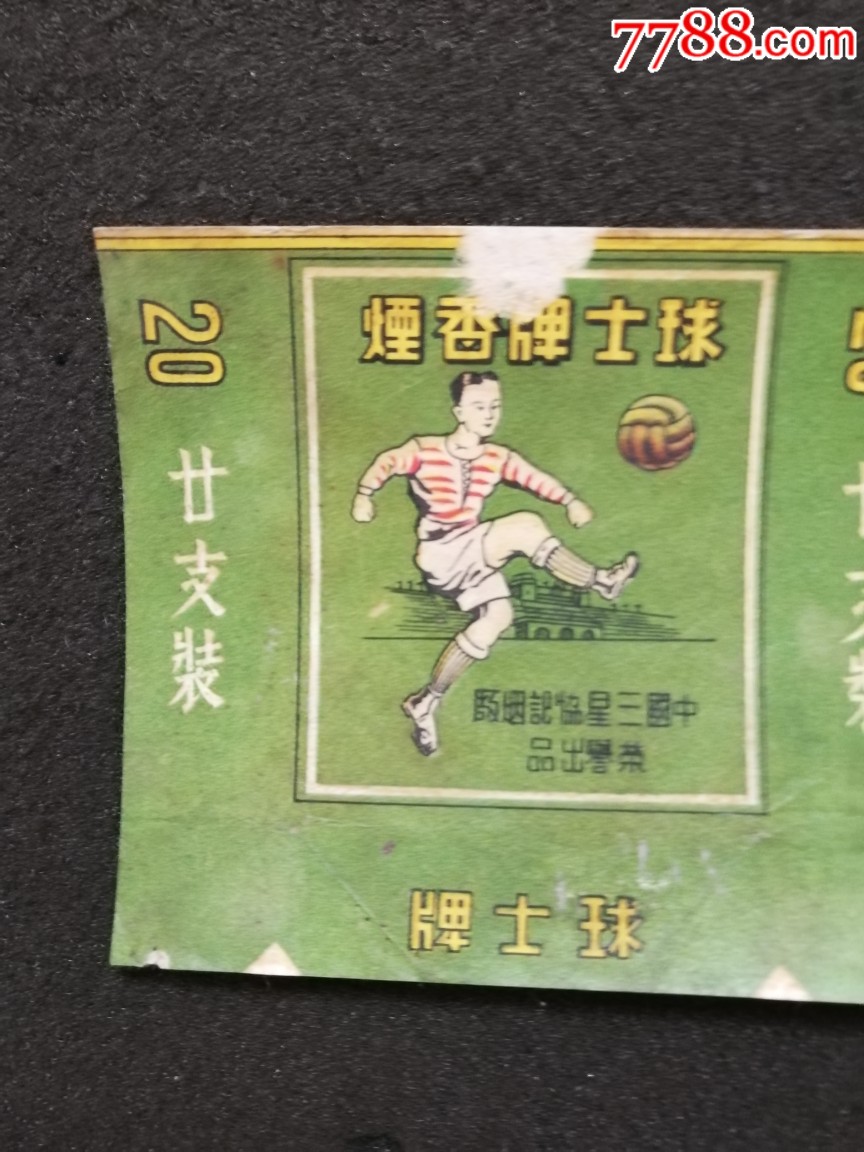 7788.com
球士牌香煙
20
廿支裝
中國三星協記烟厰
榮譽出品
球士牌